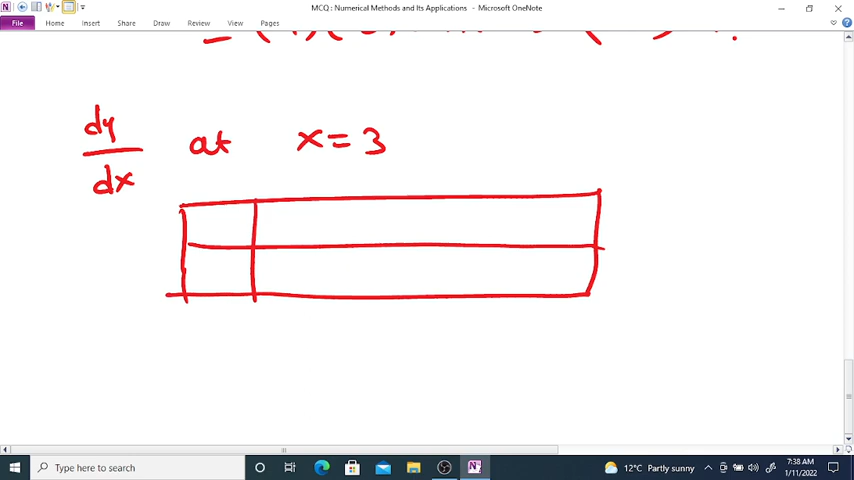 MCQ : Numerical Methods and Its Applications - Microsoft OneNote
File Home Insert Share Draw History Review View Pages
dy
dx
at x = 3
Type here to search
12°C Partly sunny
7:38 AM
1/11/2022